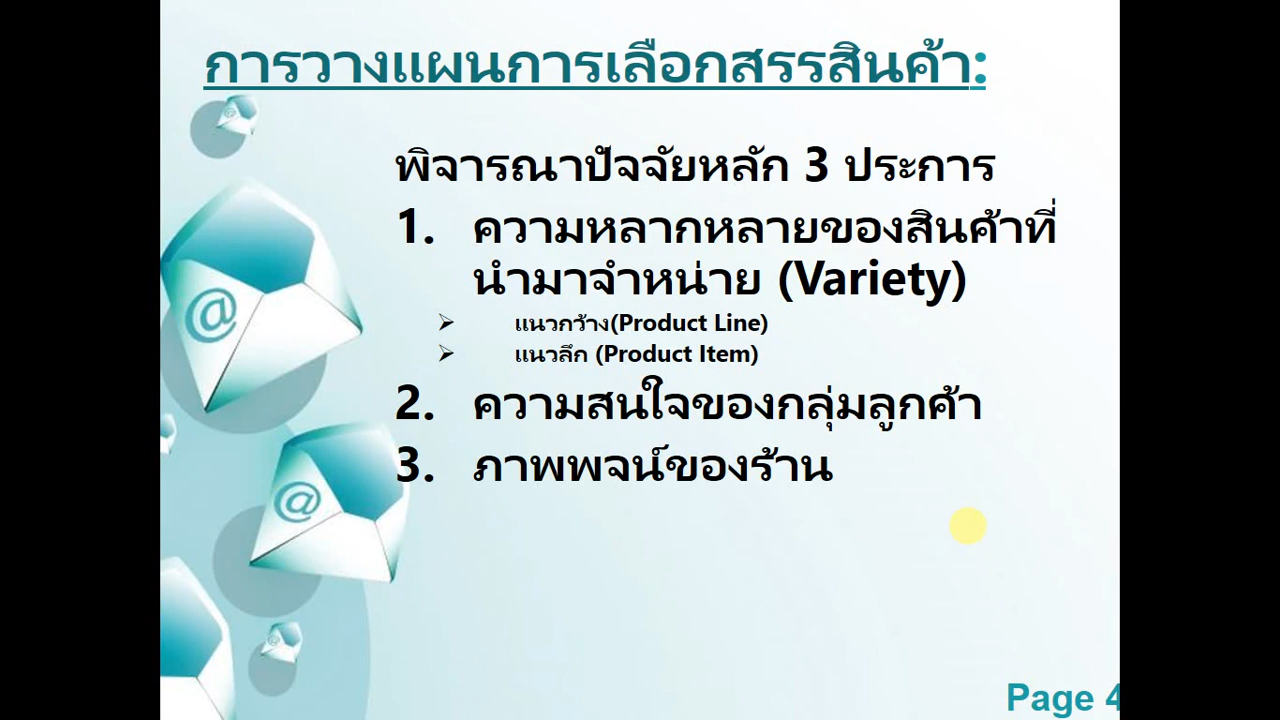 การวางแผนการเลือกสรรสินค้า:
พิจารณาปัจจัยหลัก 3 ประการ
1. ความหลากหลายของสินค้าที่
นำมาจำหน่าย (Variety)
➢ แนวกว้าง(Product Line)
➢ แนวลึก (Product Item)
2. ความสนใจของกลุ่มลูกค้า
3. ภาพพจน์ของร้าน
@
@
Page 4